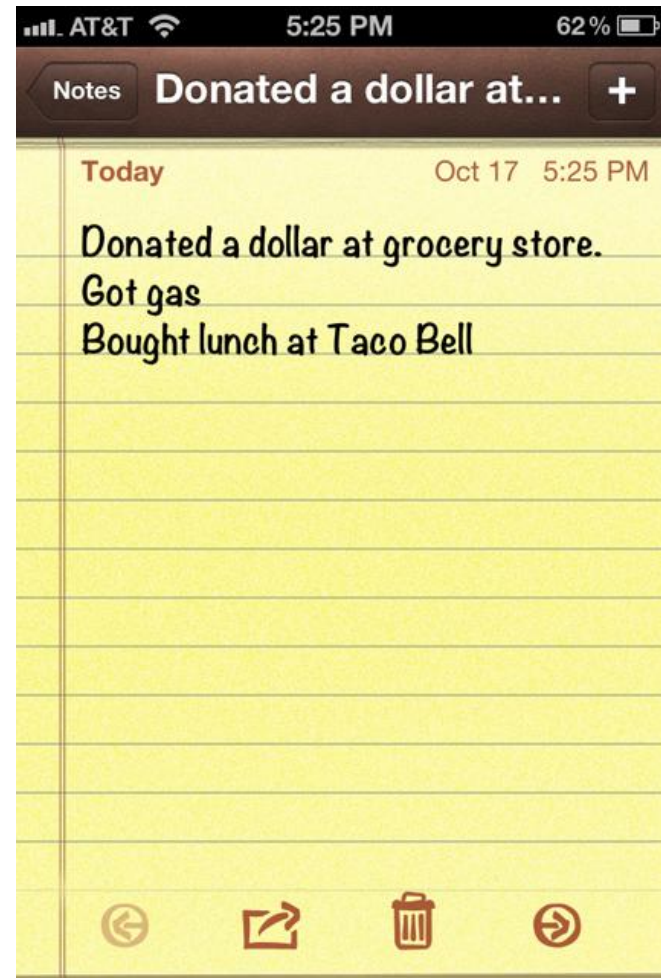 AT&T 5:25 PM 62%
Notes Donated a dollar at... +
Today Oct 17 5:25 PM
Donated a dollar at grocery store.
Got gas
Bought lunch at Taco Bell